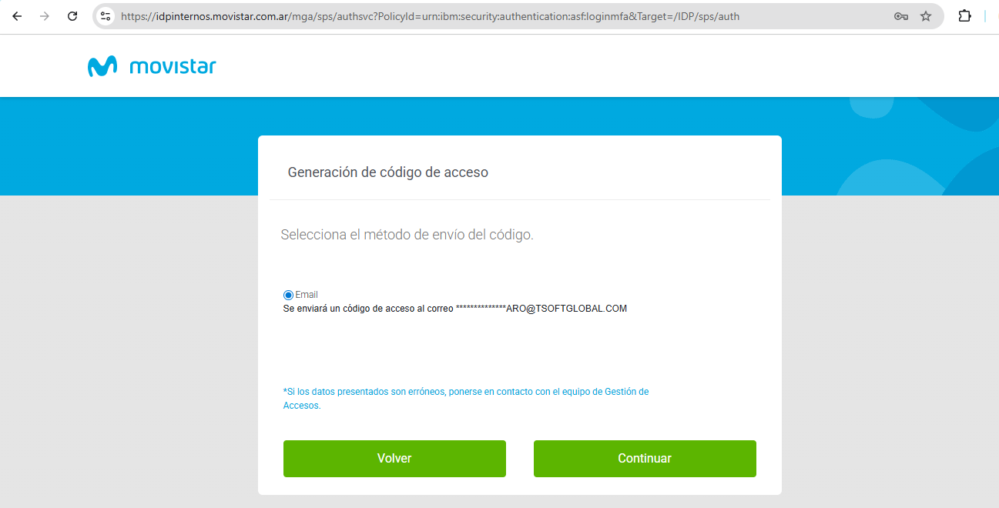 https://idpinternos.movistar.com.ar/mga/sps/authsvc?PolicyId=urn:ibm:security:authentication:asf:loginmfa&Target=/IDP/sps/auth
movistar
Generación de código de acceso
Selecciona el método de envío del código.
Email
Se enviará un código de acceso al correo **************ARO@TSOFTGLOBAL.COM
*Si los datos presentados son erróneos, ponerse en contacto con el equipo de Gestión de
Accesos.
Volver Continuar